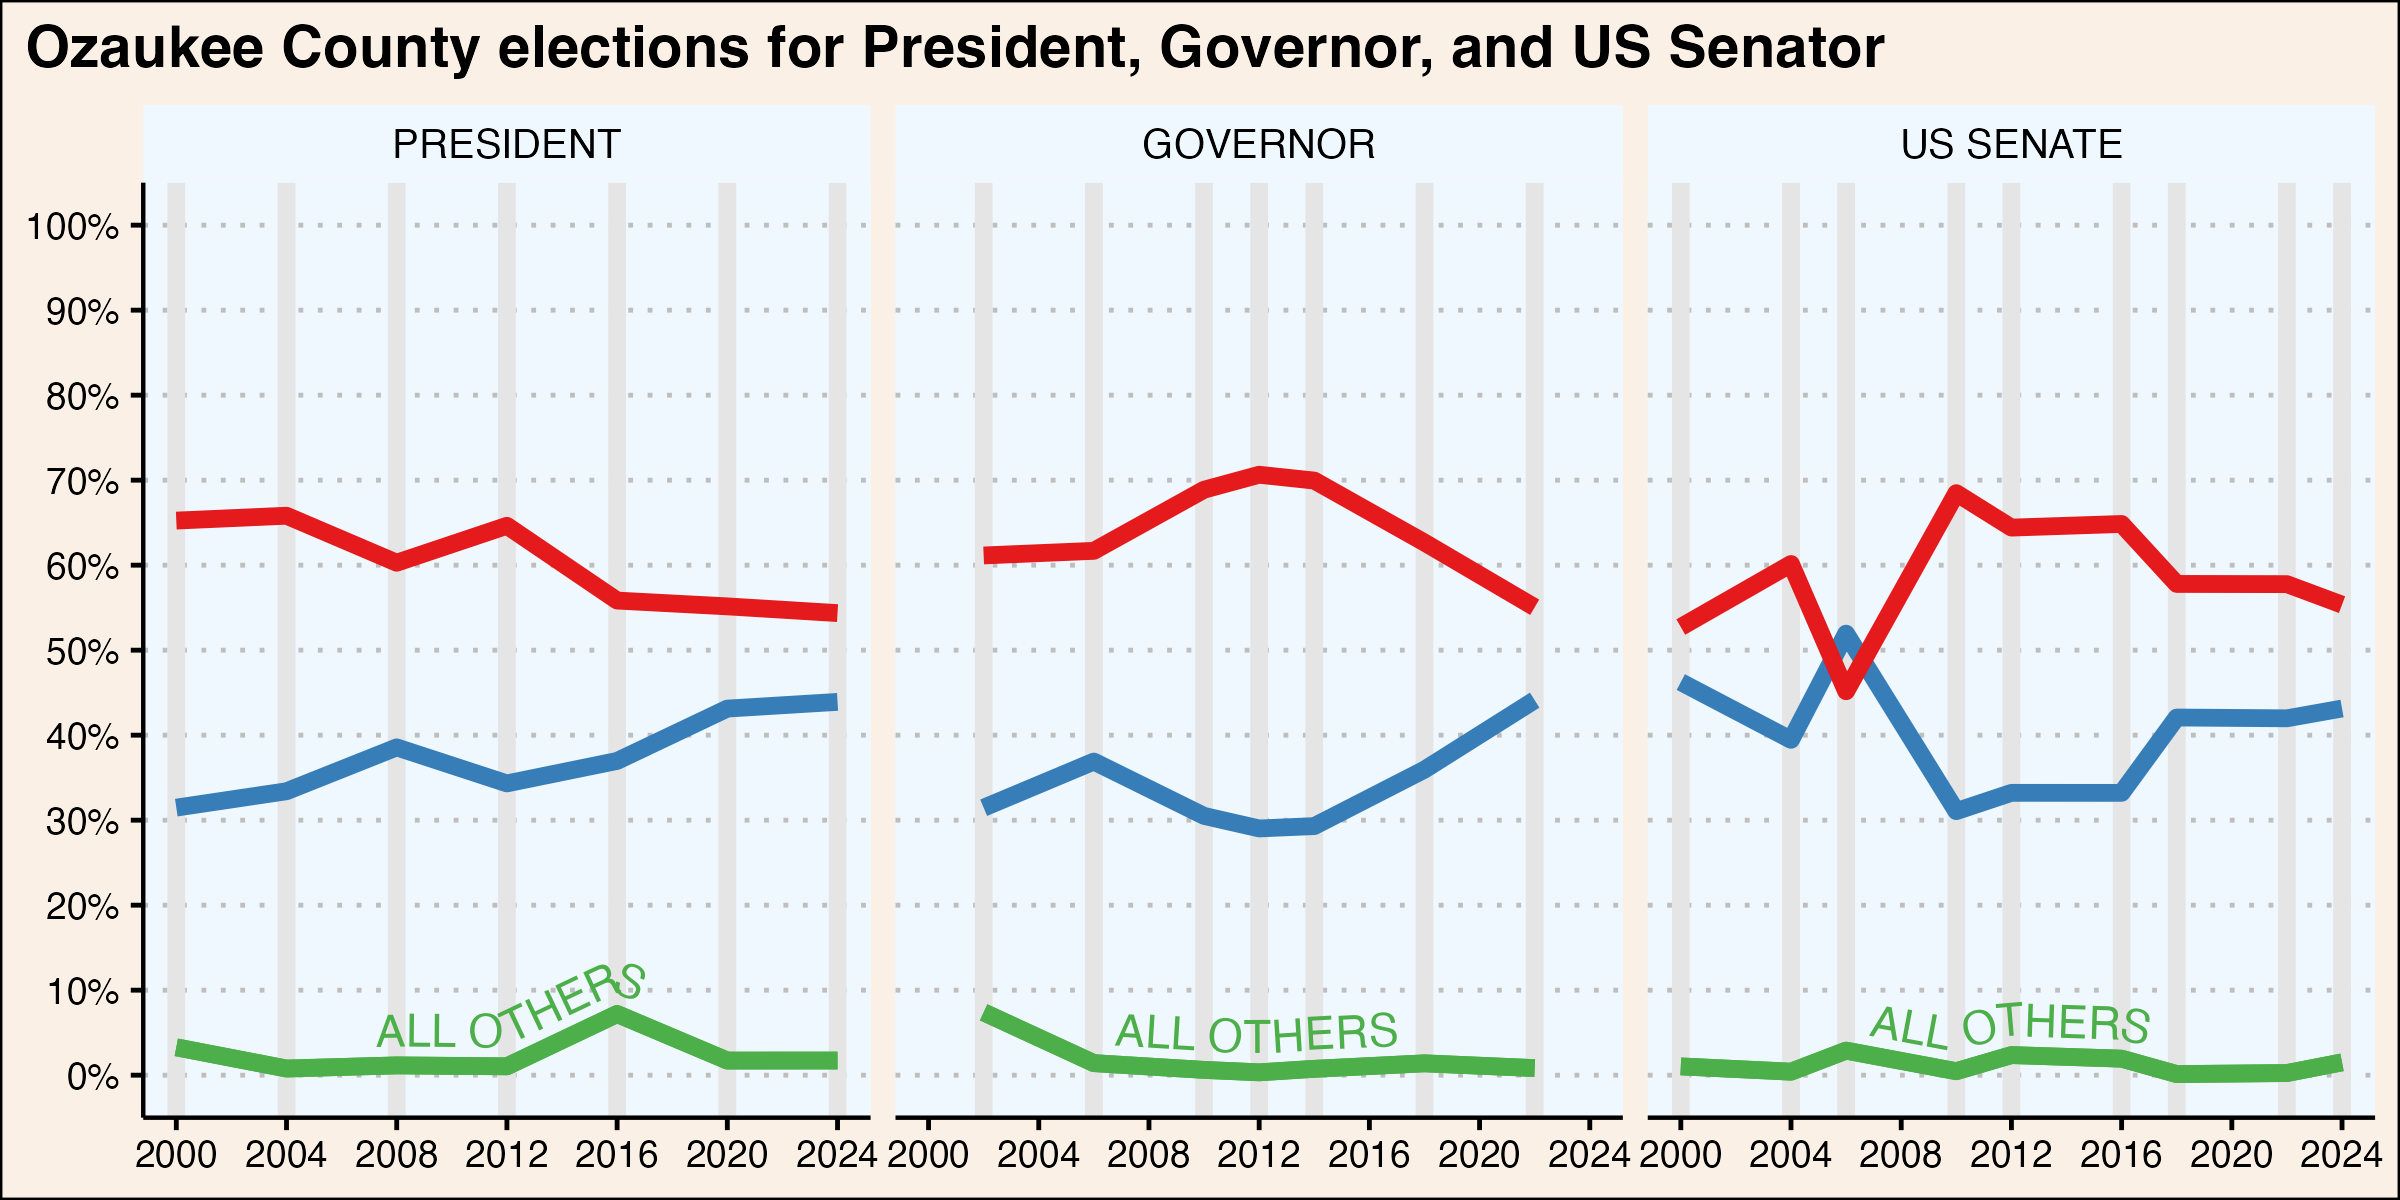 Ozaukee County elections for President, Governor, and US Senator
PRESIDENT
GOVERNOR
US SENATE
100%
90%
80%
70%
60%
50%
40%
30%
20%
10%
0%
ALL OTHERS
ALL OTHERS
ALL OTHERS
2000 2004 2008 2012 2016 2020 2024
2000 2004 2008 2012 2016 2020 2024
2000 2004 2008 2012 2016 2020 2024